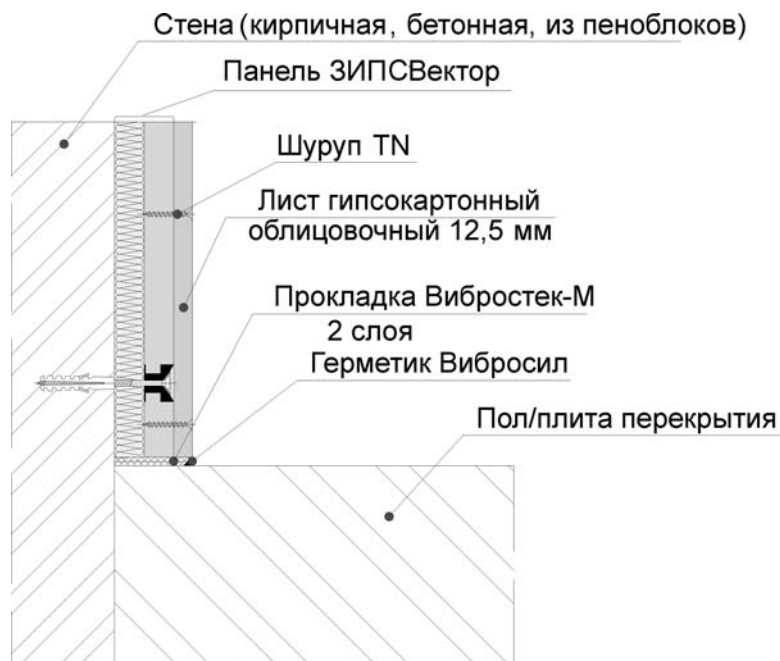 Стена (кирпичная, бетонная, из пеноблоков)
Панель ЗИПСВектор
Шуруп TN
Лист гипсокартонный
облицовочный 12,5 мм
Прокладка Вибростек-М
2 слоя
Герметик Вибросил
Пол/плита перекрытия